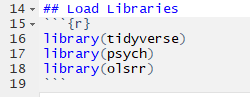 14 ## Load Libraries
15 ```{r}
16 library(tidyverse)
17 library(psych)
18 library(olsrr)
19 ```